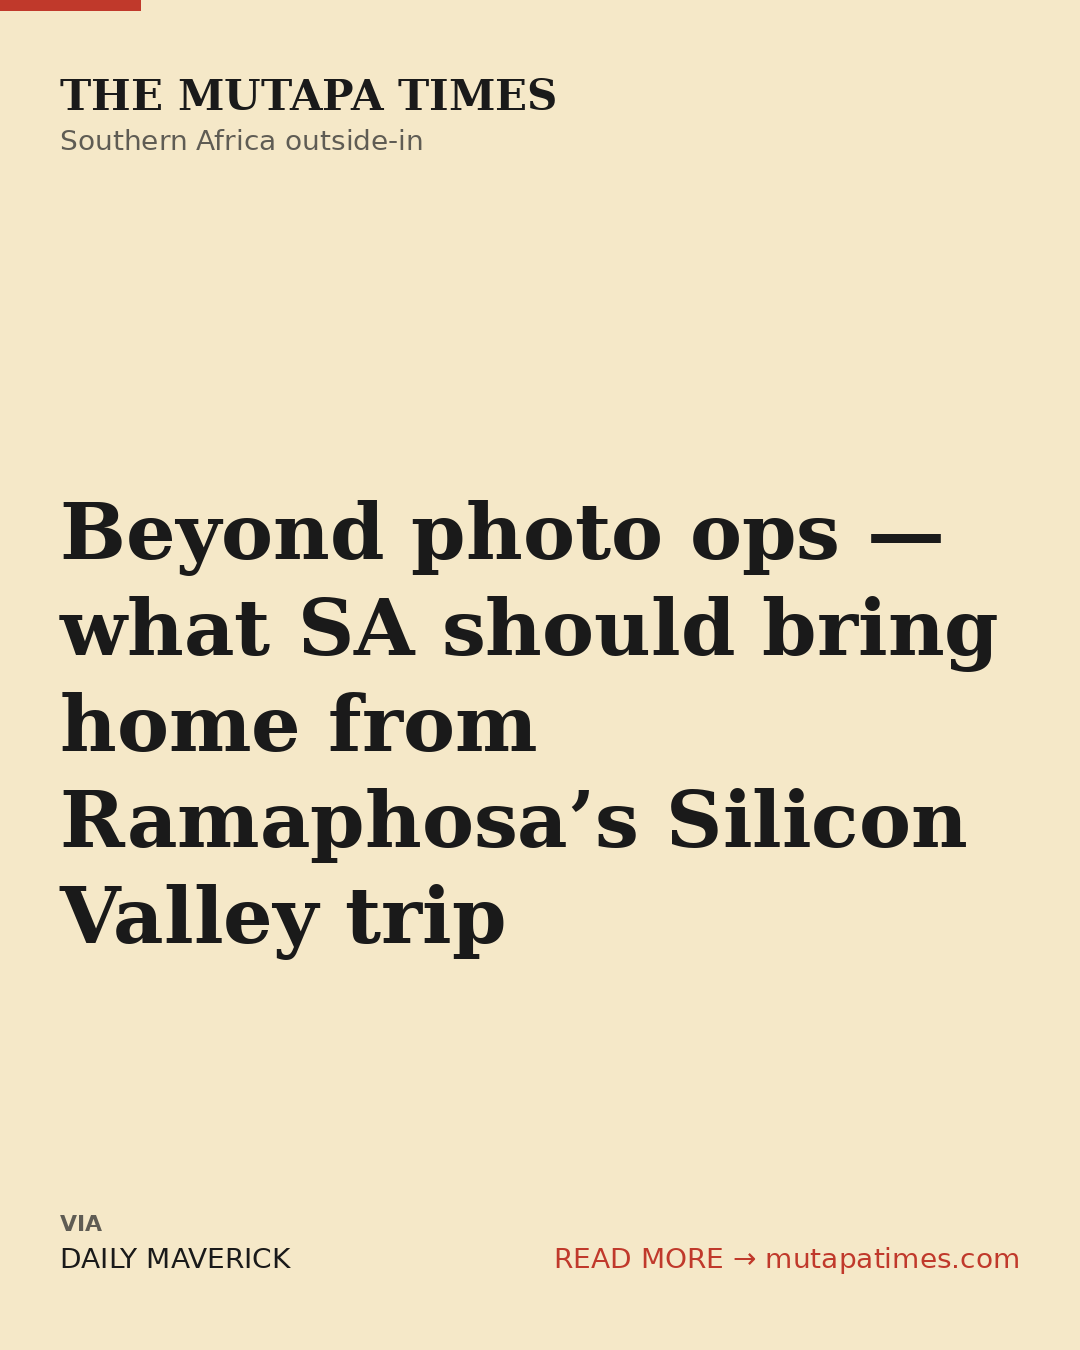 THE MUTAPA TIMES
Southern Africa outside-in
Beyond photo ops —
what SA should bring
home from
Ramaphosa’s Silicon
Valley trip
VIA
DAILY MAVERICK
READ MORE → mutapatimes.com